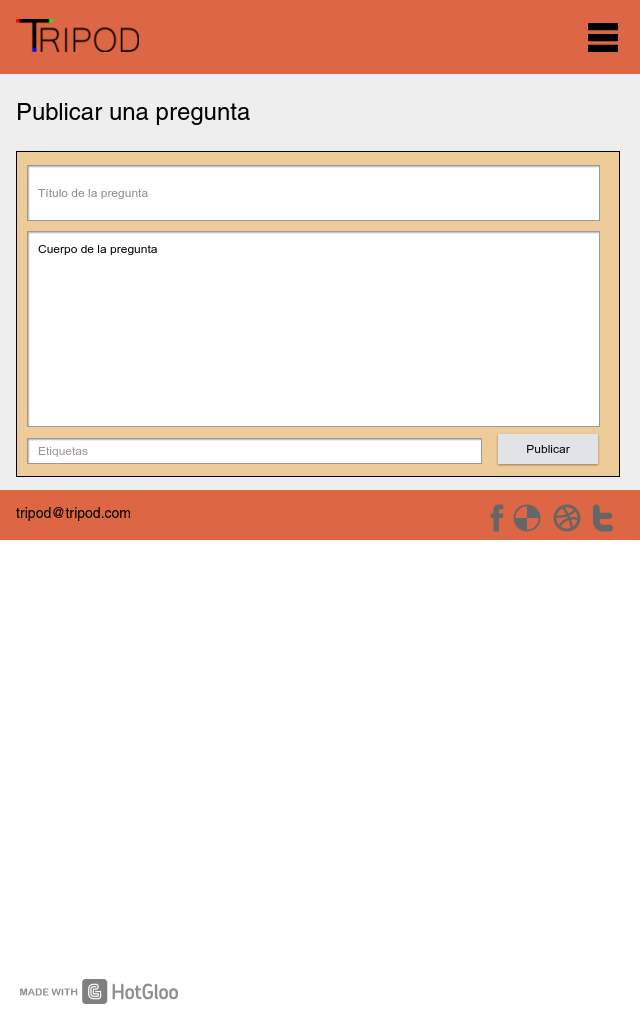 TRIPOD
Publicar una pregunta
Título de la pregunta
Cuerpo de la pregunta
Etiquetas
Publicar
tripod@tripod.com
MADE WITH HotGloo